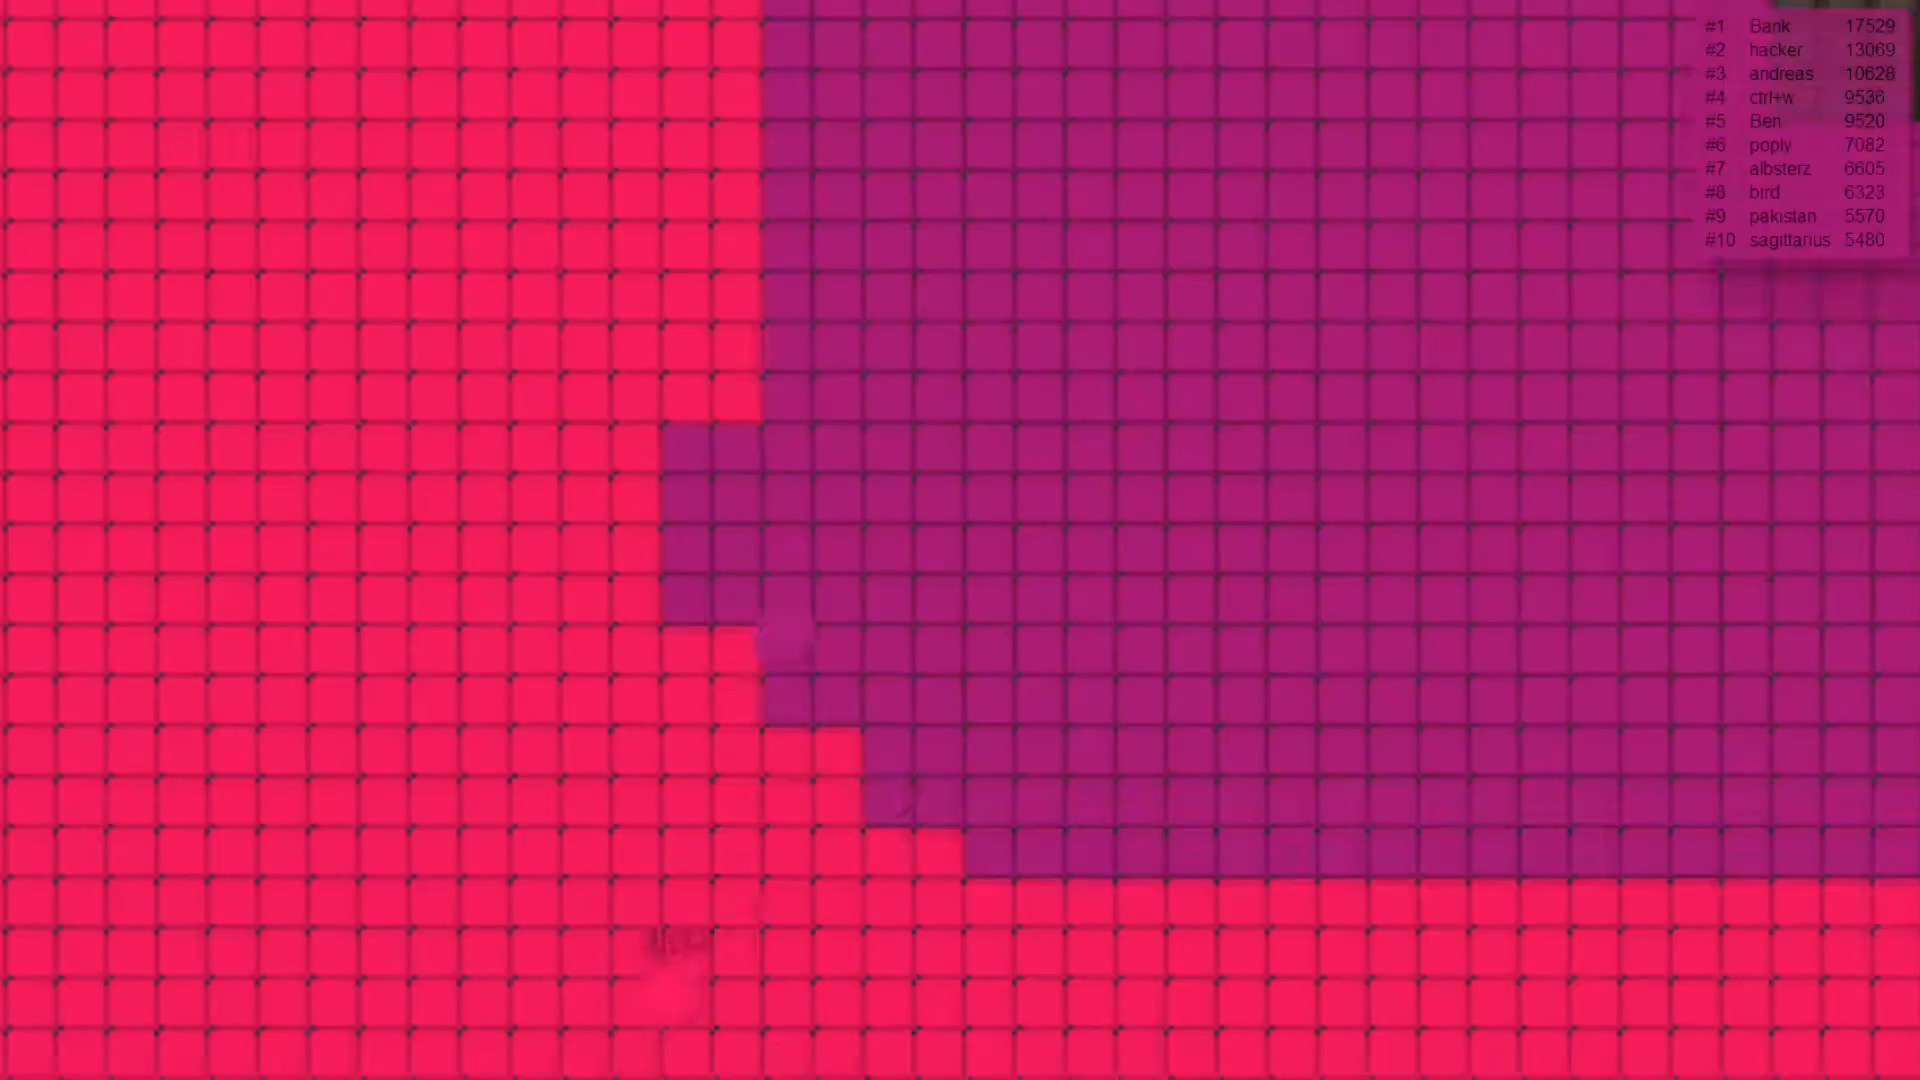 #1 Bank 17529
#2 hacker 13069
#3 andreas 10628
#4 ctrl+w 9536
#5 Ben 9520
#6 poply 7082
#7 albsterz 6605
#8 bird 6323
#9 pakistan 5570
#10 sagittarius 5480